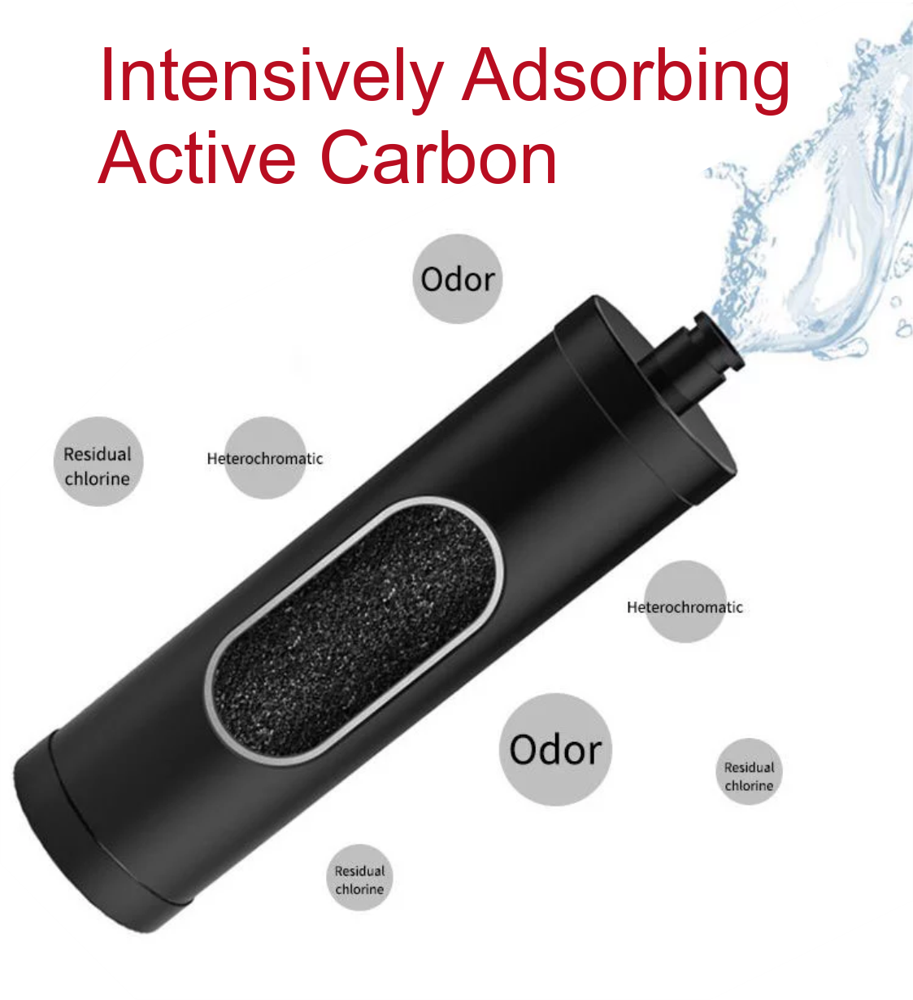 Intensively Adsorbing
Active Carbon
Odor
Residual
chlorine
Heterochromatic
Heterochromatic
Odor
Residual
chlorine
Residual
chlorine